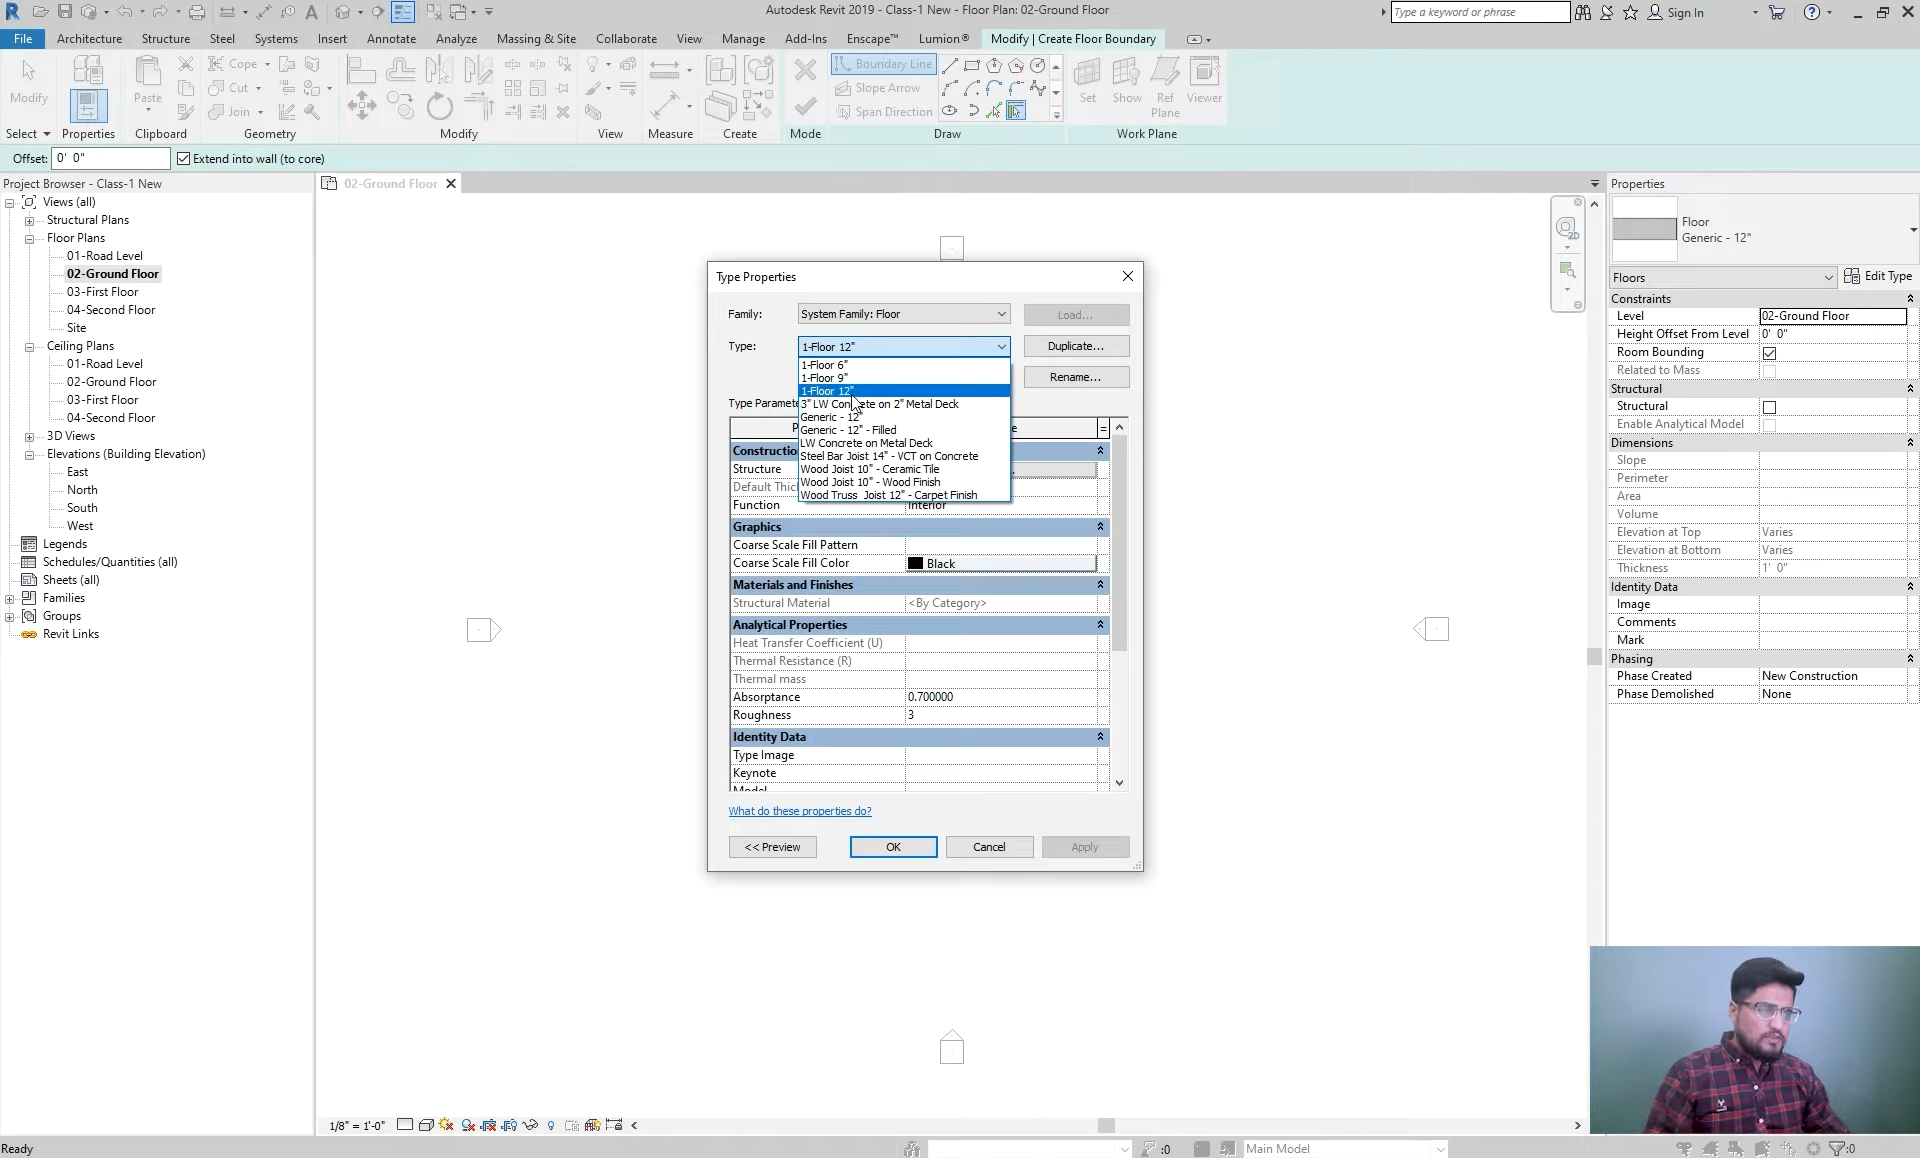 Autodesk Revit 2019 - Class-1 New - Floor Plan: 02-Ground Floor
Type a keyword or phrase
Sign In
File Architecture Structure Steel Systems Insert Annotate Analyze Massing & Site Collaborate View Manage Add-Ins Enscape™ Lumion® Modify | Create Floor Boundary
Cope
Boundary Line
Modify
Paste
Cut
Slope Arrow
Set Show Ref Plane Viewer
Join
Span Direction
Select Properties Clipboard Geometry Modify View Measure Create Mode Draw Work Plane
Offset: 0' 0" Extend into wall (to core)
Project Browser - Class-1 New
Views (all)
Structural Plans
Floor Plans
01-Road Level
02-Ground Floor
03-First Floor
04-Second Floor
Site
Ceiling Plans
01-Road Level
02-Ground Floor
03-First Floor
04-Second Floor
3D Views
Elevations (Building Elevation)
East
North
South
West
Legends
Schedules/Quantities (all)
Sheets (all)
Families
Groups
Revit Links
02-Ground Floor
2D
Type Properties
Family: System Family: Floor Load...
Type: 1-Floor 12" Duplicate...
Rename...
1-Floor 6"
1-Floor 9"
1-Floor 12"
3" LW Concrete on 2" Metal Deck
Generic - 12"
Generic - 12" - Filled
LW Concrete on Metal Deck
Steel Bar Joist 14" - VCT on Concrete
Wood Joist 10" - Ceramic Tile
Wood Joist 10" - Wood Finish
Wood Truss Joist 12" - Carpet Finish
Type Paramete
P e =
Constructio
Structure
Default Thic
Function Interior
Graphics
Coarse Scale Fill Pattern
Coarse Scale Fill Color Black
Materials and Finishes
Structural Material <By Category>
Analytical Properties
Heat Transfer Coefficient (U)
Thermal Resistance (R)
Thermal mass
Absorptance 0.700000
Roughness 3
Identity Data
Type Image
Keynote
Model
What do these properties do?
<< Preview OK Cancel Apply
Properties
Floor
Generic - 12"
Floors Edit Type
Constraints
Level 02-Ground Floor
Height Offset From Level 0' 0"
Room Bounding
Related to Mass
Structural
Structural
Enable Analytical Model
Dimensions
Slope
Perimeter
Area
Volume
Elevation at Top Varies
Elevation at Bottom Varies
Thickness 1' 0"
Identity Data
Image
Comments
Mark
Phasing
Phase Created New Construction
Phase Demolished None
1/8" = 1'-0"
Ready :0 Main Model :0